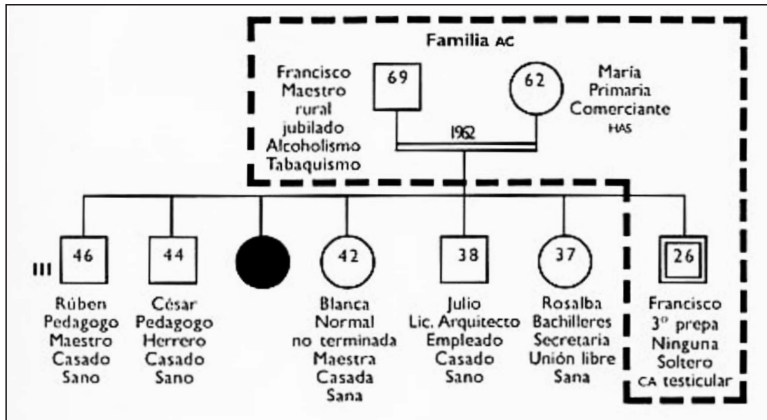 Familia AC
Francisco
Maestro
rural
jubilado
Alcoholismo
Tabaquismo
69
62
María
Primaria
Comerciante
HAS
1962
III
46
Rúben
Pedagogo
Maestro
Casado
Sano
44
César
Pedagogo
Herrero
Casado
Sano
42
Blanca
Normal
no terminada
Maestra
Casada
Sana
38
Julio
Lic. Arquitecto
Empleado
Casado
Sano
37
Rosalba
Bachilleres
Secretaria
Unión libre
Sana
26
Francisco
3º prepa
Ninguna
Soltero
CA testicular